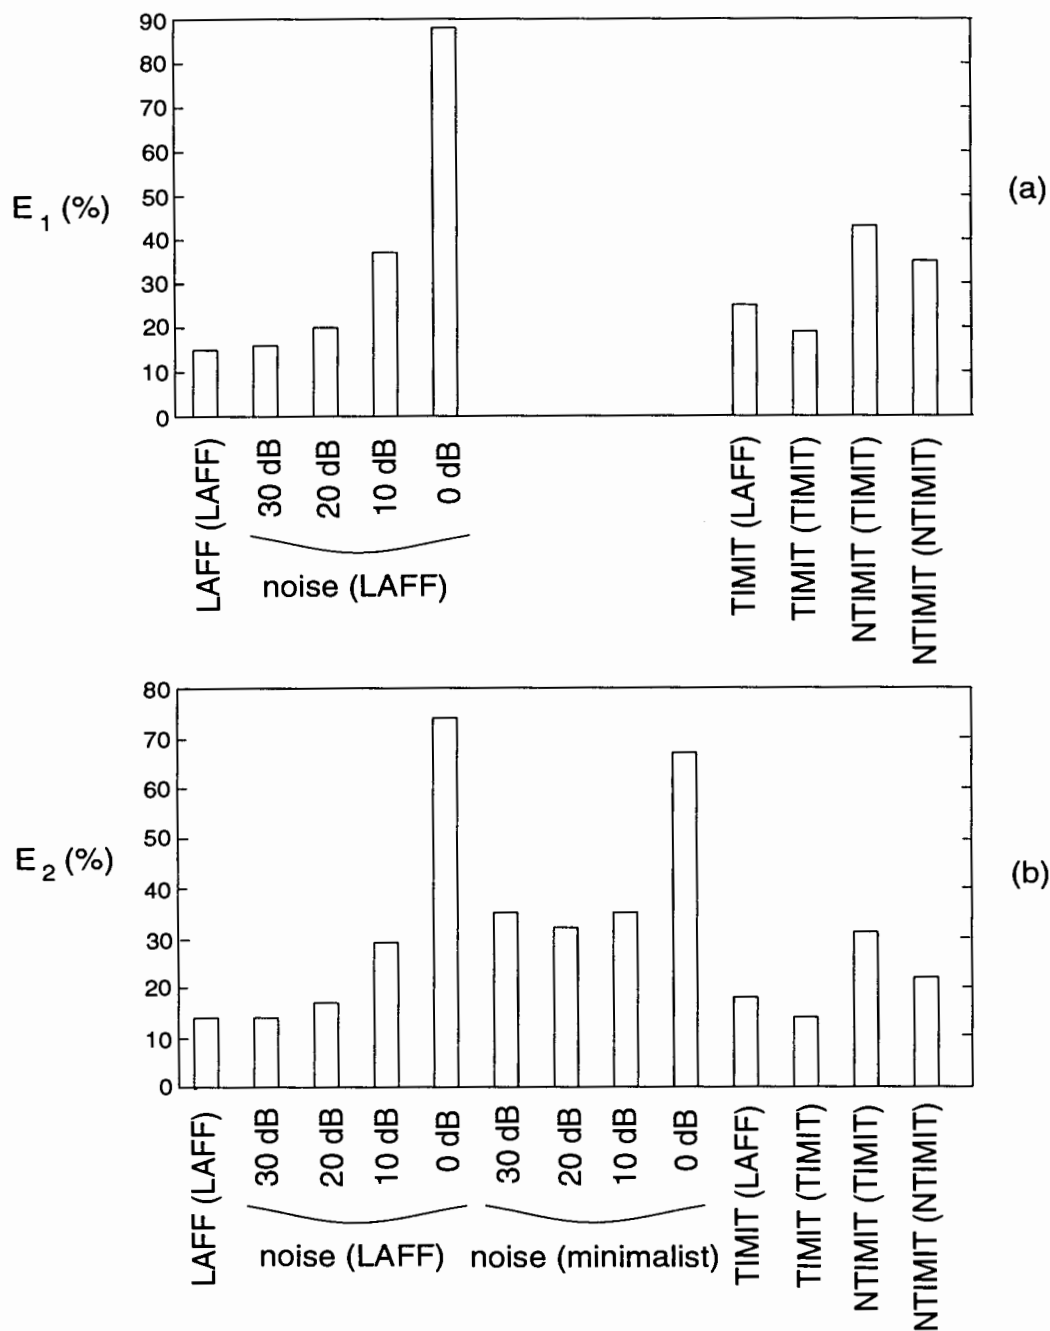 90
80
70
60
50
40
30
20
10
0
E1 (%)
(a)
LAFF (LAFF)
30 dB
20 dB
10 dB
0 dB
noise (LAFF)
TIMIT (LAFF)
TIMIT (TIMIT)
NTIMIT (TIMIT)
NTIMIT (NTIMIT)
80
70
60
50
40
30
20
10
0
E2 (%)
(b)
LAFF (LAFF)
30 dB
20 dB
10 dB
0 dB
noise (LAFF)
30 dB
20 dB
10 dB
0 dB
noise (minimalist)
TIMIT (LAFF)
TIMIT (TIMIT)
NTIMIT (TIMIT)
NTIMIT (NTIMIT)